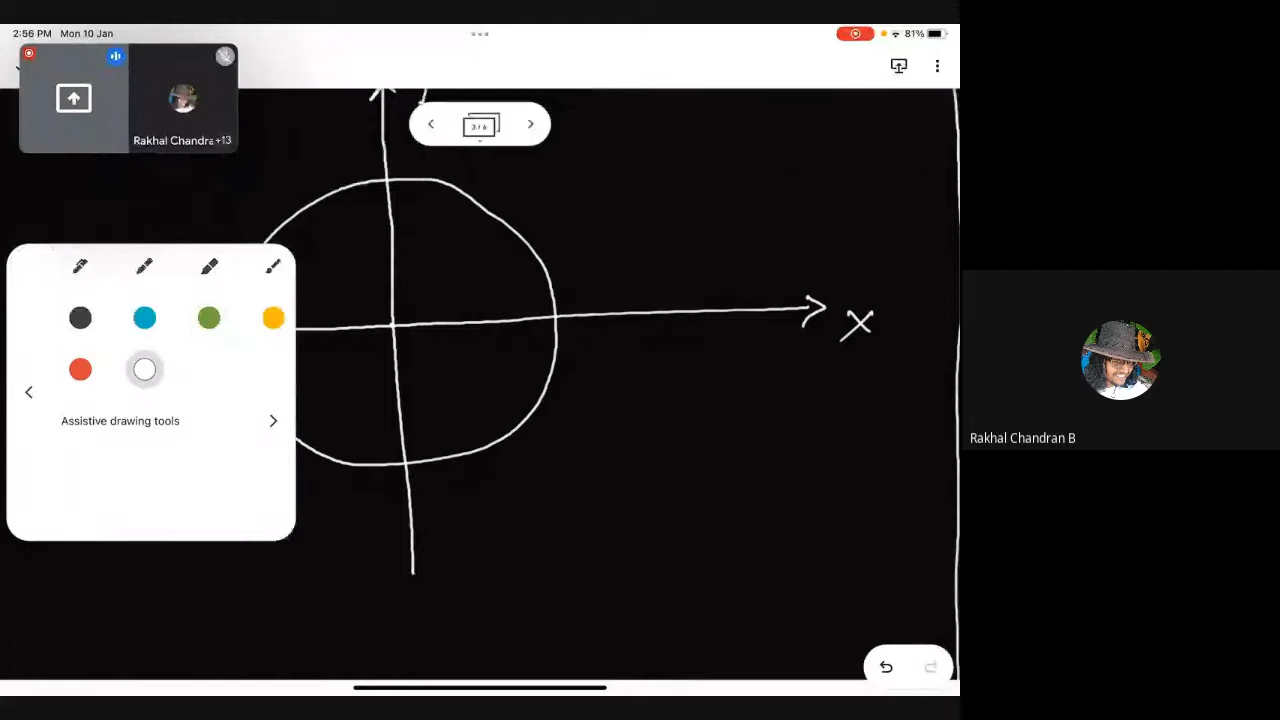 2:56 PM Mon 10 Jan
81%
Rakhal Chandra +13
3 / 6
X
Assistive drawing tools
Rakhal Chandran B